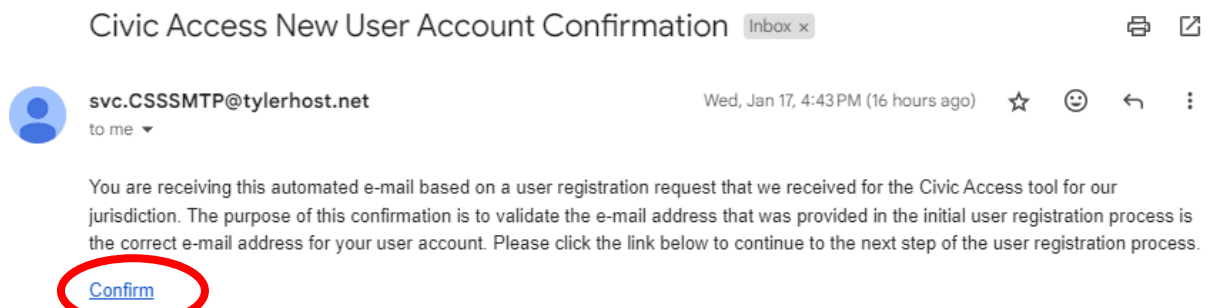 Civic Access New User Account Confirmation Inbox ×
svc.CSSSMTP@tylerhost.net Wed, Jan 17, 4:43 PM (16 hours ago)
to me
You are receiving this automated e-mail based on a user registration request that we received for the Civic Access tool for our
jurisdiction. The purpose of this confirmation is to validate the e-mail address that was provided in the initial user registration process is
the correct e-mail address for your user account. Please click the link below to continue to the next step of the user registration process.
Confirm